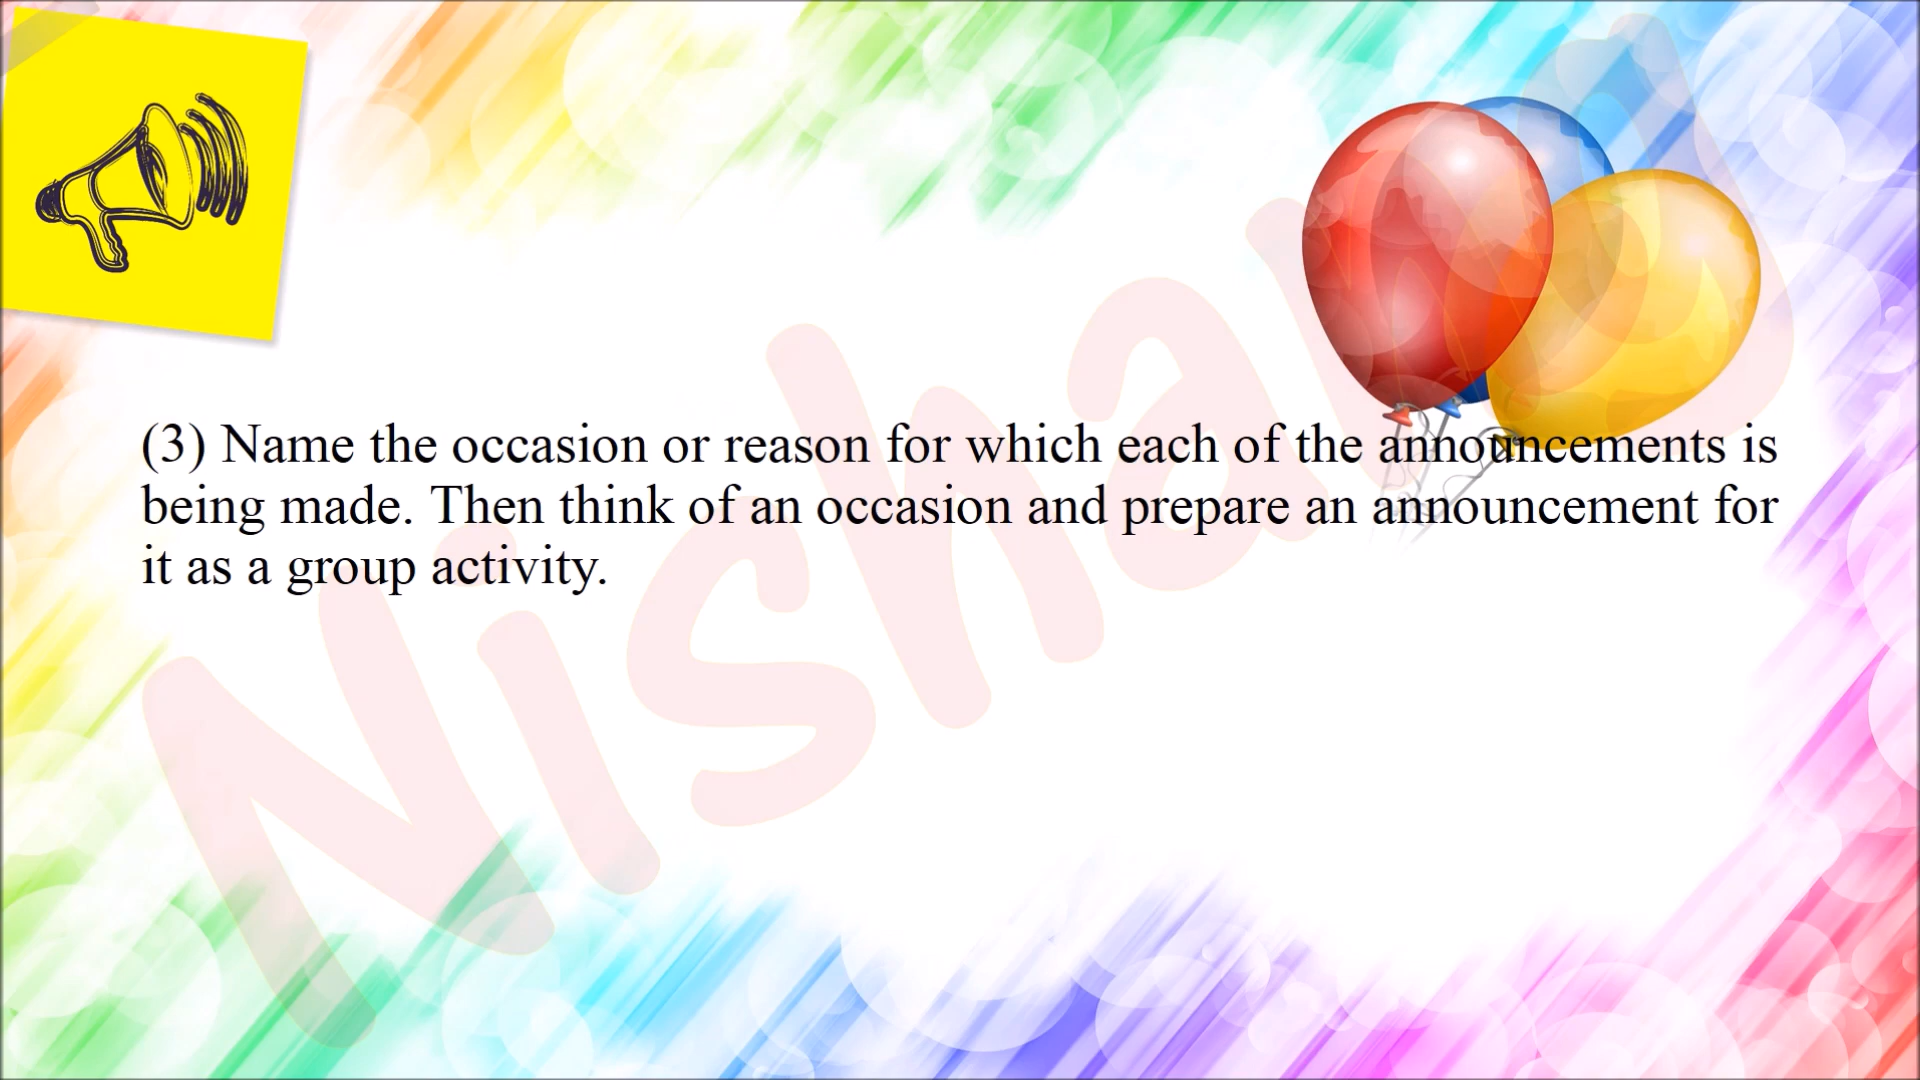 (3) Name the occasion or reason for which each of the announcements is
being made. Then think of an occasion and prepare an announcement for
it as a group activity.